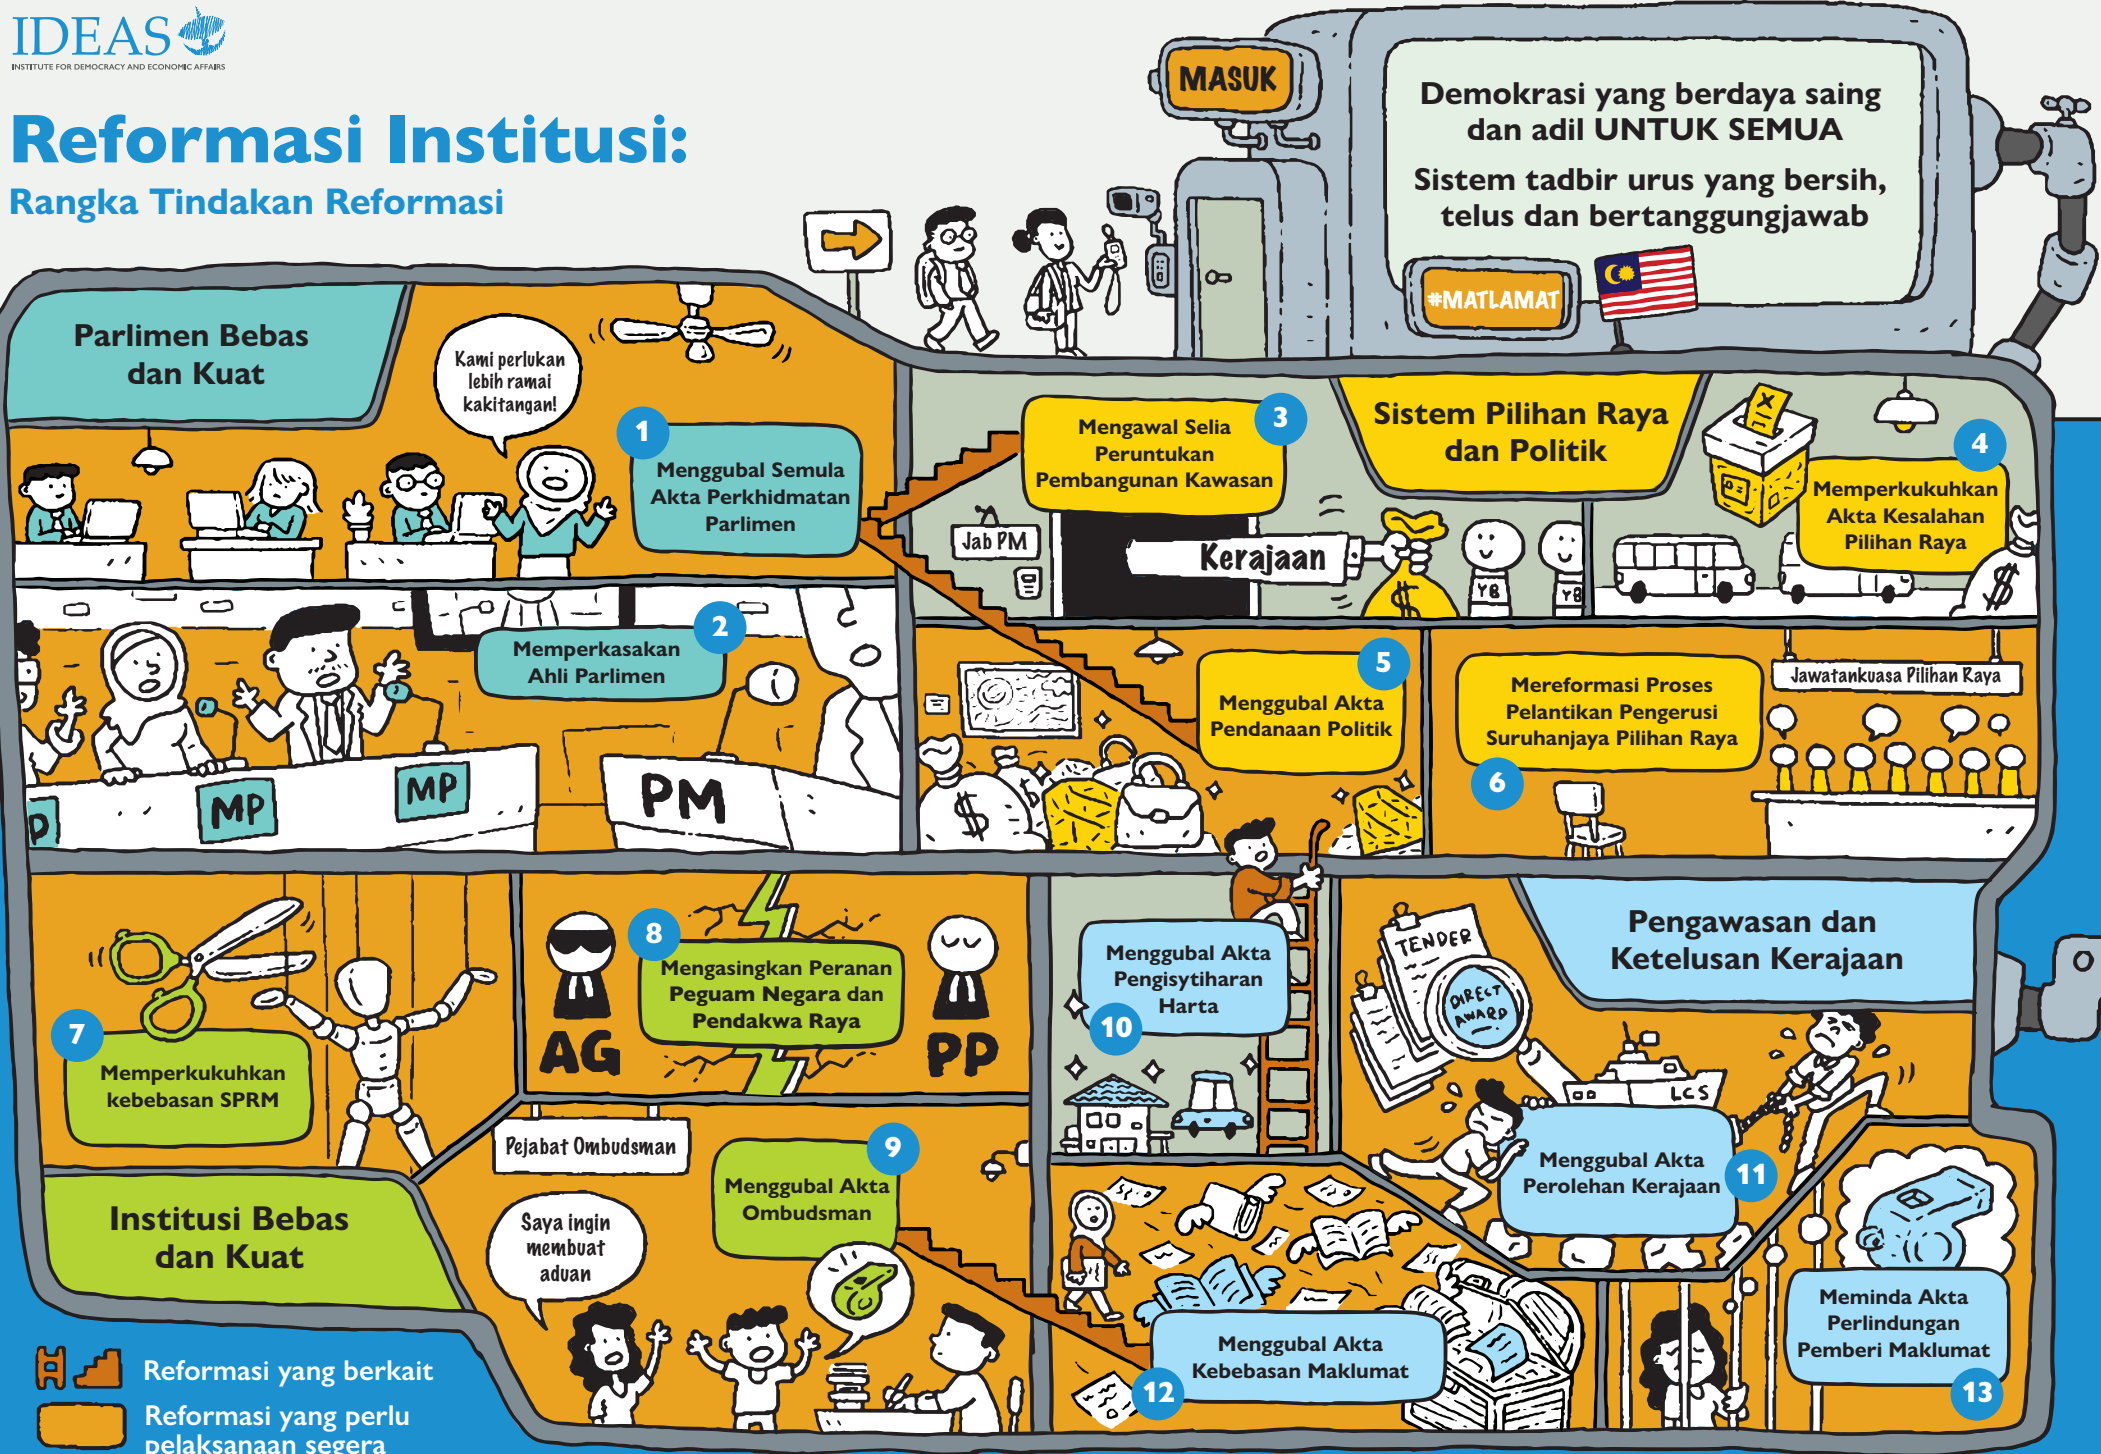 IDEAS
INSTITUTE FOR DEMOCRACY AND ECONOMIC AFFAIRS
Reformasi Institusi:
Rangka Tindakan Reformasi
MASUK
Demokrasi yang berdaya saing
dan adil UNTUK SEMUA
Sistem tadbir urus yang bersih,
telus dan bertanggungjawab
#MATLAMAT
Parlimen Bebas
dan Kuat
Kami perlukan
lebih ramai
kakitangan!
1
Menggubal Semula
Akta Perkhidmatan
Parlimen
2
Memperkasakan
Ahli Parlimen
P
MP
MP
PM
Sistem Pilihan Raya
dan Politik
3
Mengawal Selia
Peruntukan
Pembangunan Kawasan
Jab PM
Kerajaan
$
YB
YB
4
Memperkukuhkan
Akta Kesalahan
Pilihan Raya
X
$
5
Menggubal Akta
Pendanaan Politik
$
6
Mereformasi Proses
Pelantikan Pengerusi
Suruhanjaya Pilihan Raya
Jawatankuasa Pilihan Raya
7
Memperkukuhkan
kebebasan SPRM
8
Mengasingkan Peranan
Peguam Negara dan
Pendakwa Raya
AG
PP
Institusi Bebas
dan Kuat
Pejabat Ombudsman
9
Menggubal Akta
Ombudsman
Saya ingin
membuat
aduan
Pengawasan dan
Ketelusan Kerajaan
Menggubal Akta
Pengisytiharan
Harta
10
TENDER
DIRECT
AWARD
LCS
Menggubal Akta
Perolehan Kerajaan
11
Menggubal Akta
Kebebasan Maklumat
12
Meminda Akta
Perlindungan
Pemberi Maklumat
13
Reformasi yang berkait
Reformasi yang perlu
pelaksanaan segera